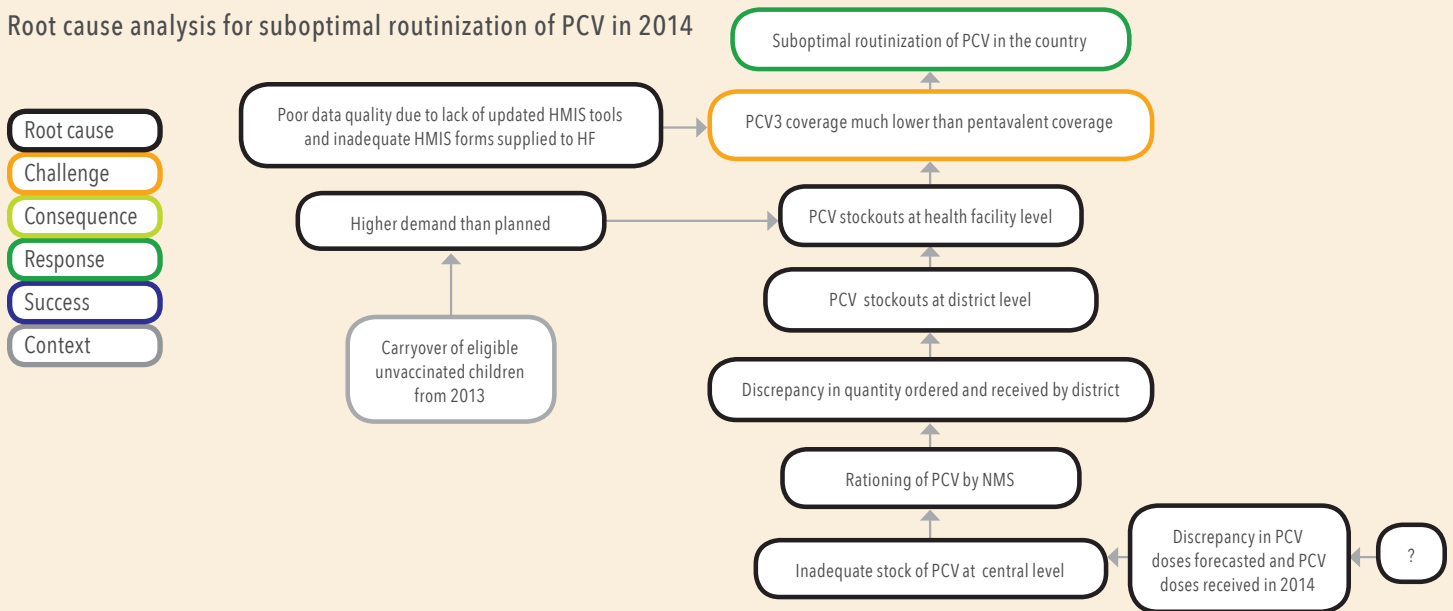 Root cause analysis for suboptimal routinization of PCV in 2014
Root cause
Challenge
Consequence
Response
Success
Context
Suboptimal routinization of PCV in the country
Poor data quality due to lack of updated HMIS tools
and inadequate HMIS forms supplied to HF
PCV3 coverage much lower than pentavalent coverage
Higher demand than planned
PCV stockouts at health facility level
Carryover of eligible
unvaccinated children
from 2013
PCV stockouts at district level
Discrepancy in quantity ordered and received by district
Rationing of PCV by NMS
Inadequate stock of PCV at central level
Discrepancy in PCV
doses forecasted and PCV
doses received in 2014
?